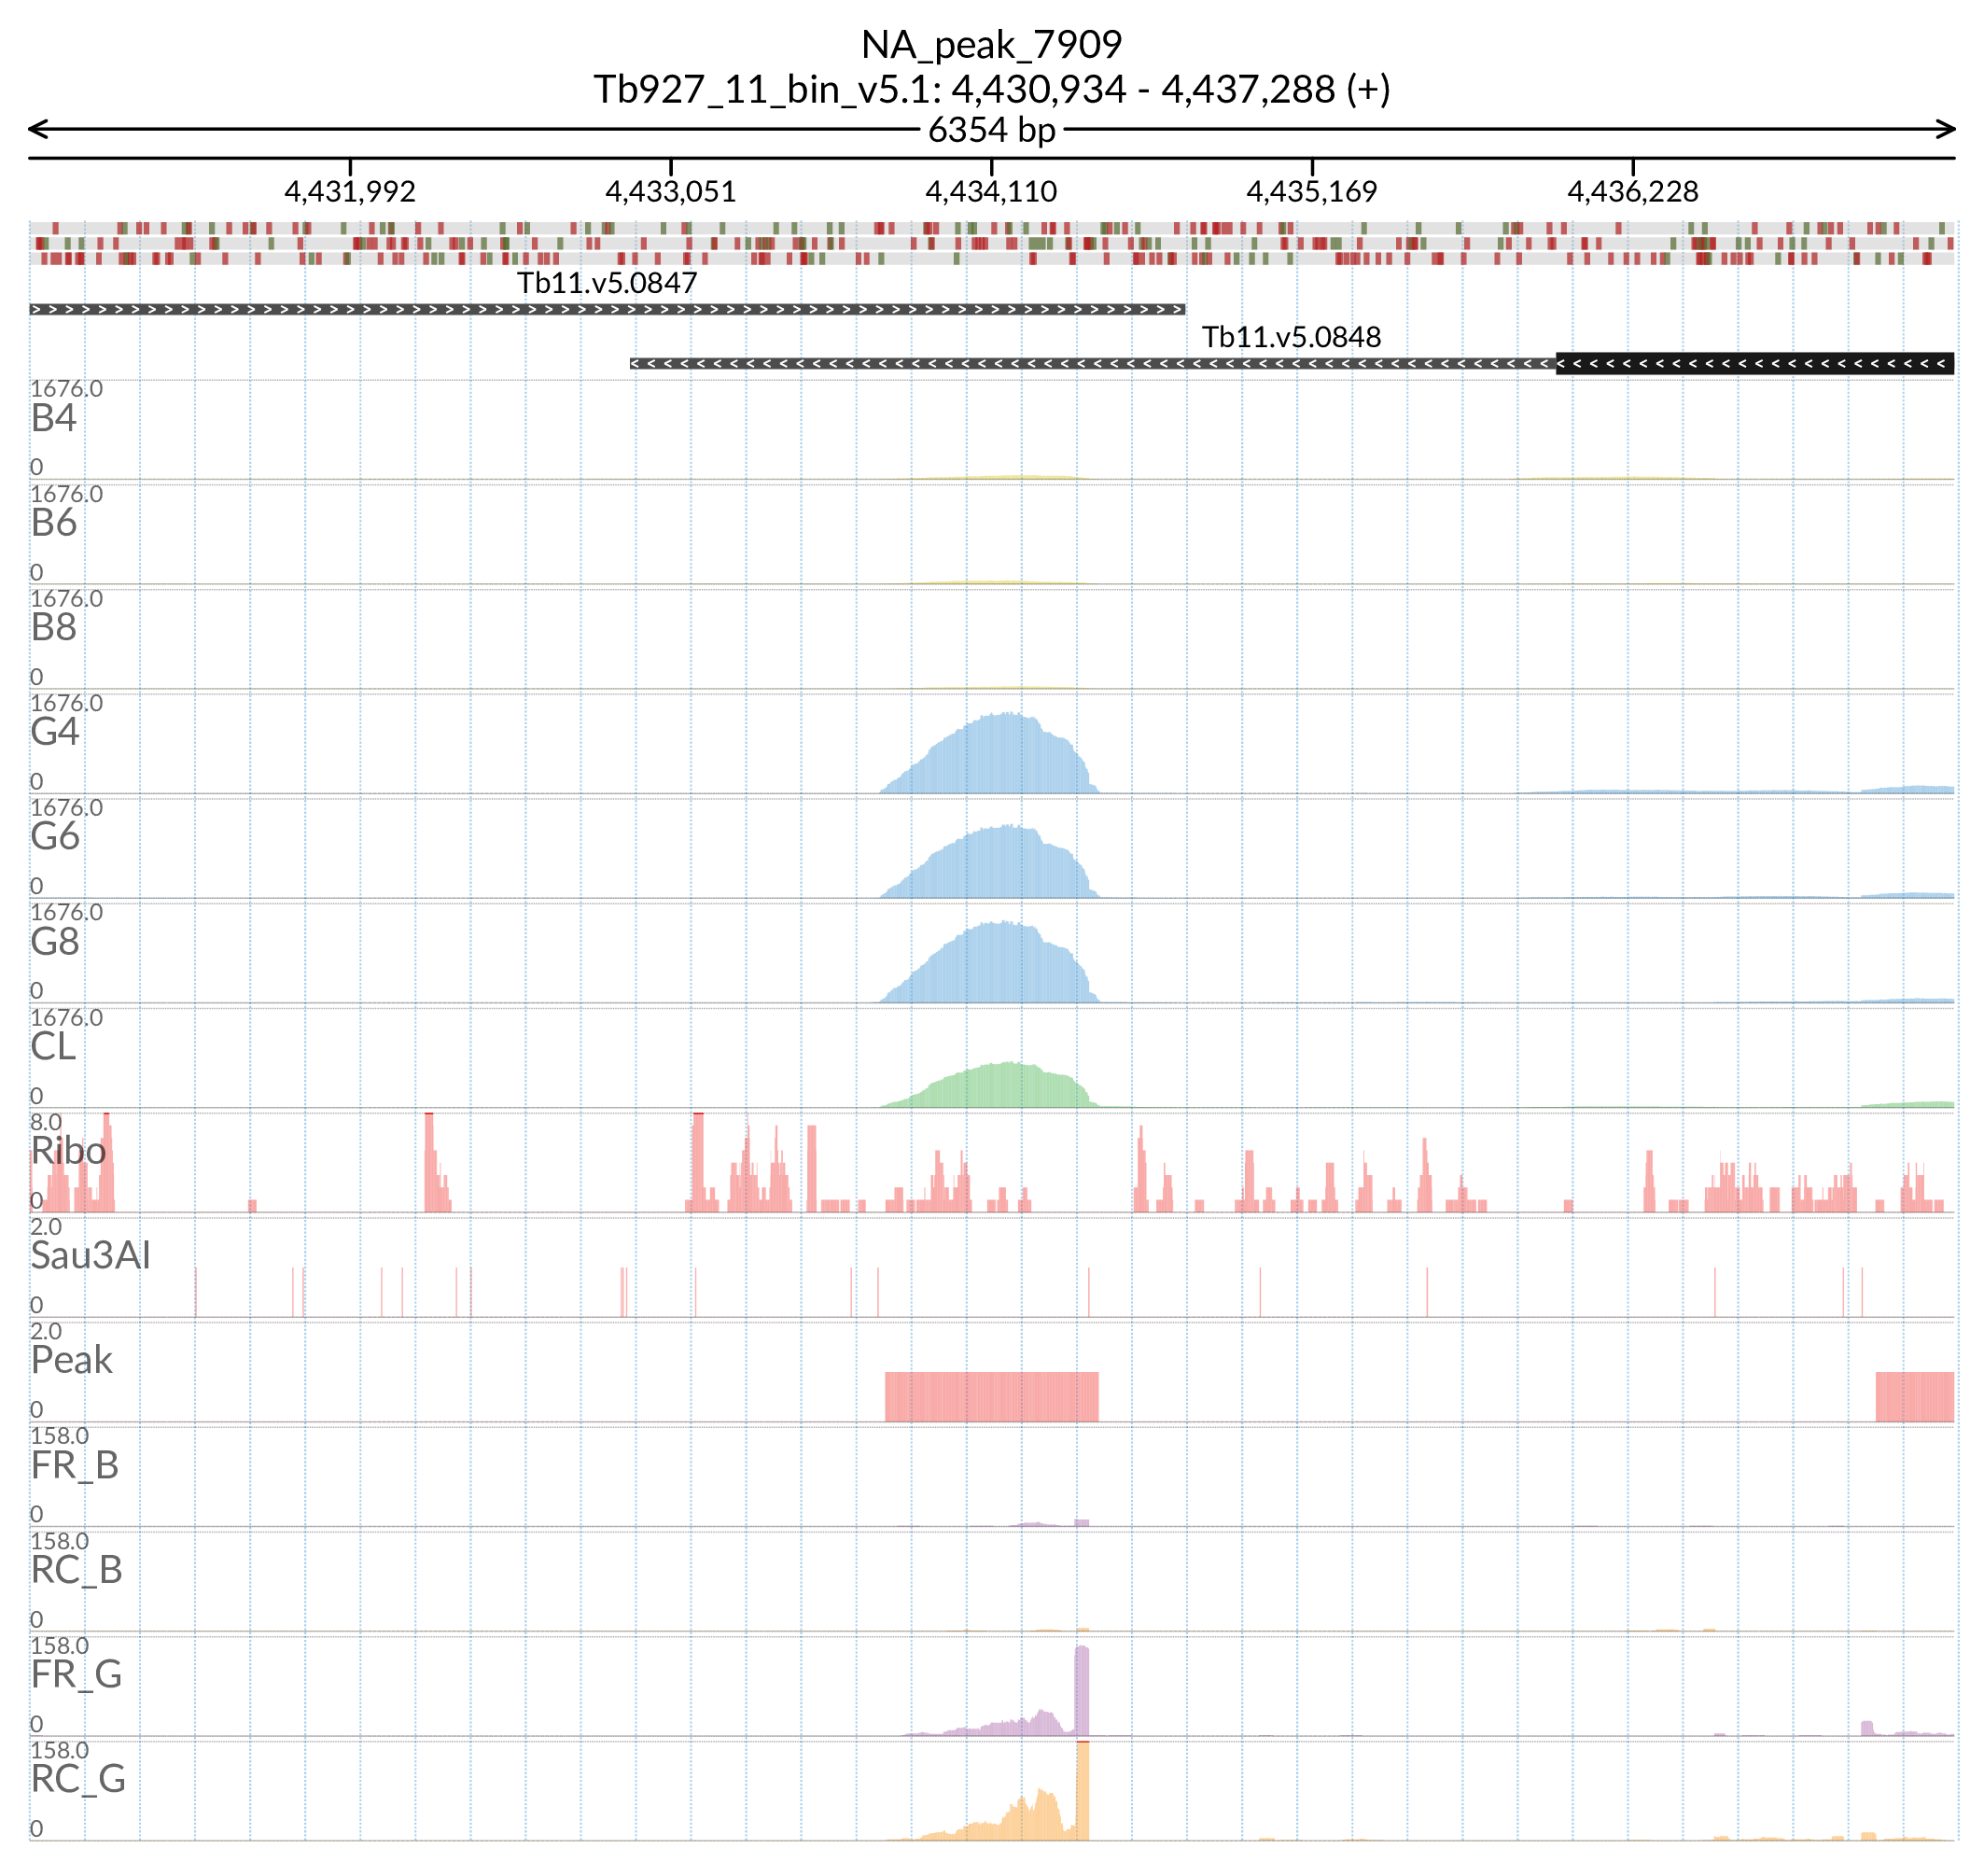 NA_peak_7909
Tb927_11_bin_v5.1: 4,430,934 - 4,437,288 (+)
6354 bp
4,431,992 4,433,051 4,434,110 4,435,169 4,436,228
Tb11.v5.0847
Tb11.v5.0848
1676.0
B4
0
1676.0
B6
0
1676.0
B8
0
1676.0
G4
0
1676.0
G6
0
1676.0
G8
0
1676.0
CL
0
8.0
Ribo
0
2.0
Sau3AI
0
2.0
Peak
0
158.0
FR_B
0
158.0
RC_B
0
158.0
FR_G
0
158.0
RC_G
0